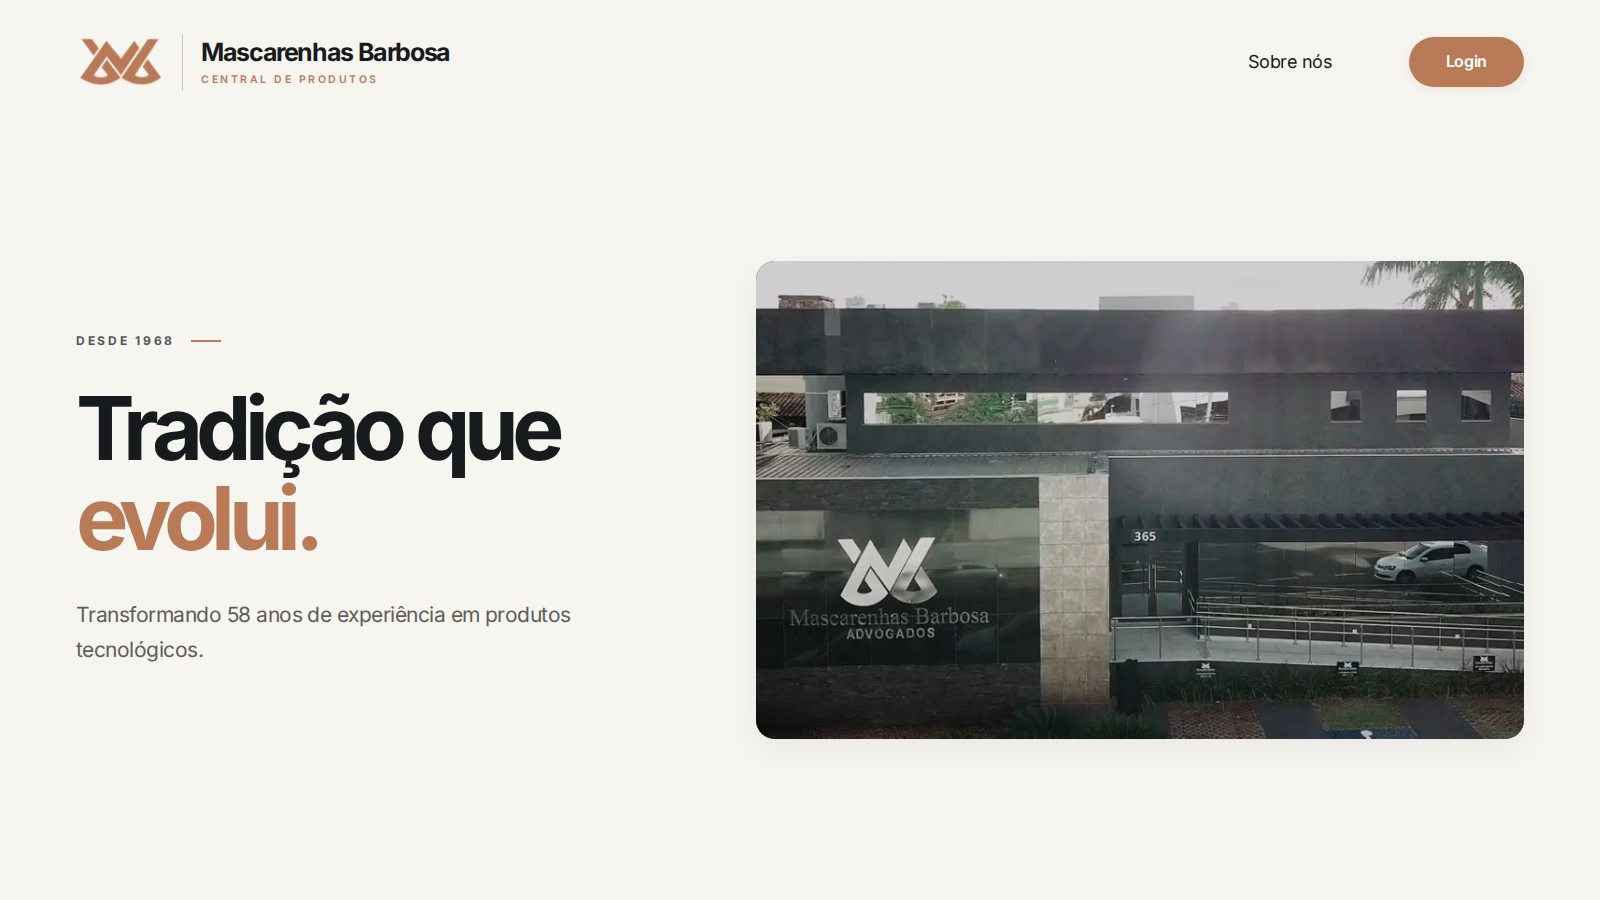 Mascarenhas Barbosa
CENTRAL DE PRODUTOS
Sobre nós
Login
DESDE 1968
Tradição que
evolui.
Transformando 58 anos de experiência em produtos
tecnológicos.
365
Mascarenhas Barbosa
ADVOGADOS